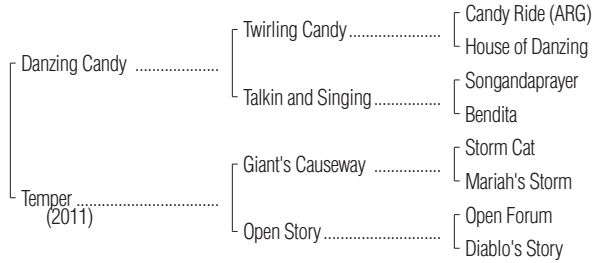 Candy Ride (ARG)
Twirling Candy....................
House of Danzing
Danzing Candy ....................
Songandaprayer
Talkin and Singing................
Bendita
Storm Cat
Giant's Causeway ................
Mariah's Storm
Temper..................................
(2011)
Open Forum
Open Story............................
Diablo's Story